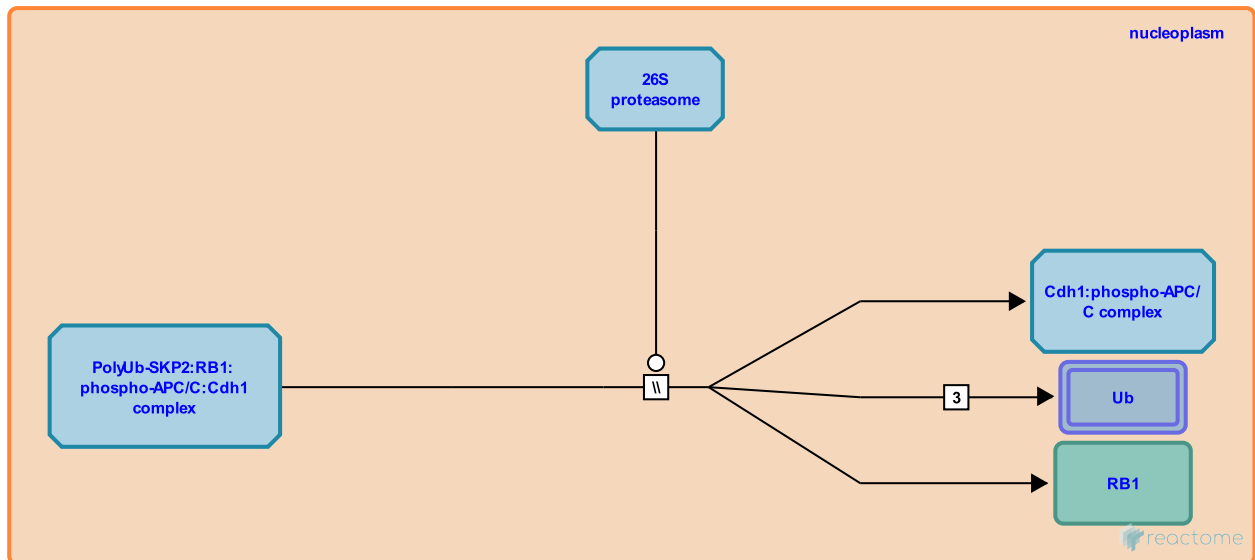 nucleoplasm
26S
proteasome
Cdh1:phospho-APC/
C complex
PolyUb-SKP2:RB1:
phospho-APC/C:Cdh1
complex
\\
3
Ub
RB1
reactome